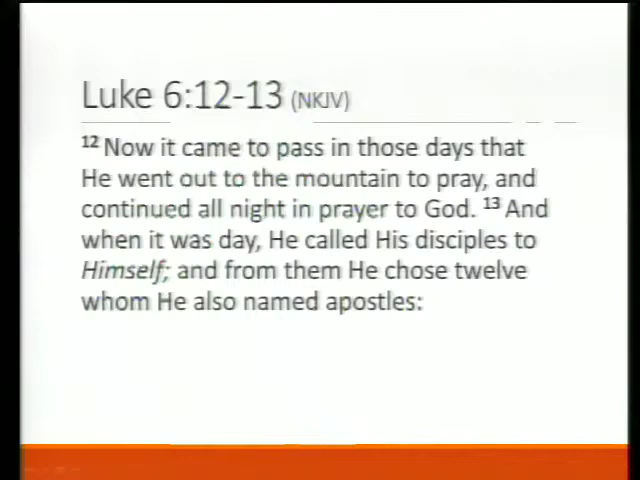 Luke 6:12-13 (NKJV)
12 Now it came to pass in those days that
He went out to the mountain to pray, and
continued all night in prayer to God. 13 And
when it was day, He called His disciples to
Himself; and from them He chose twelve
whom He also named apostles: